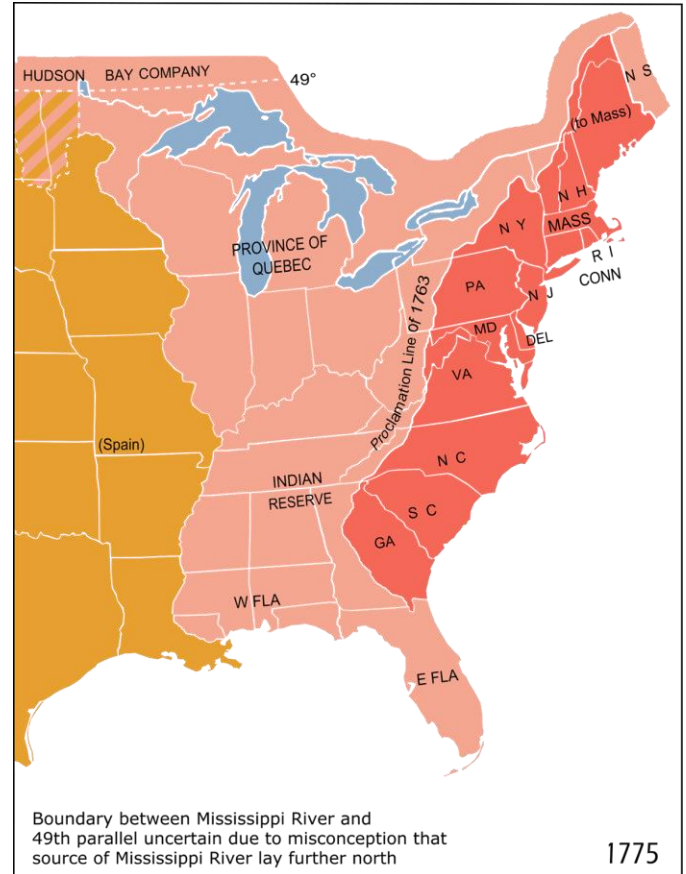 HUDSON BAY COMPANY
49°
N S
(to Mass)
N H
N Y
MASS
R I
CONN
PROVINCE OF
QUEBEC
PA
N J
Proclamation Line of 1763
MD
DEL
VA
(Spain)
N C
INDIAN
RESERVE
S C
GA
W FLA
E FLA
Boundary between Mississippi River and
49th parallel uncertain due to misconception that
source of Mississippi River lay further north
1775